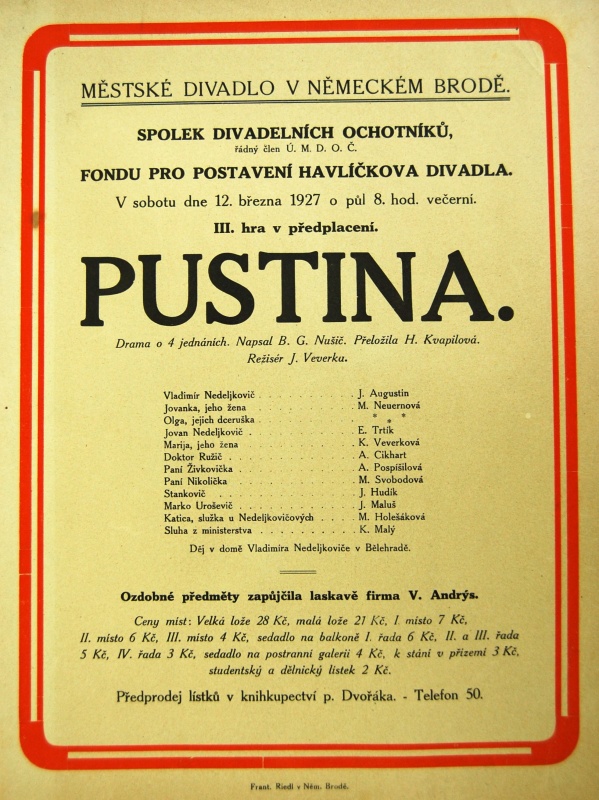 MĚSTSKÉ DIVADLO V NĚMECKÉM BRODĚ.
SPOLEK DIVADELNÍCH OCHOTNÍKŮ,
řádný člen Ú. M. D. O. Č.
FONDU PRO POSTAVENÍ HAVLÍČKOVA DIVADLA.
V sobotu dne 12. března 1927 o půl 8. hod. večerní.
III. hra v předplacení.
PUSTINA.
Drama o 4 jednáních. Napsal B. G. Nušič. Přeložila H. Kvapilová.
Režisér J. Veverka.
Vladimír Nedeljkovič . . . . . . . . . . . J. Augustin
Jovanka, jeho žena . . . . . . . . . . . M. Neuernová
Olga, jejich dceruška . . . . . . . . . . . * * *
Jovan Nedeljkovič . . . . . . . . . . . E. Trtík
Marija, jeho žena . . . . . . . . . . . K. Veverková
Doktor Ružič . . . . . . . . . . . A. Cikhart
Paní Živkovička . . . . . . . . . . . A. Pospíšilová
Paní Nikolička . . . . . . . . . . . M. Svobodová
Stankovič . . . . . . . . . . . J. Hudík
Marko Uroševič . . . . . . . . . . . J. Maluš
Katica, služka u Nedeljkovičových . . . . M. Holešáková
Sluha z ministerstva . . . . . . . . . . . K. Malý
Děj v domě Vladimíra Nedeljkoviče v Bělehradě.
Ozdobné předměty zapůjčila laskavě firma V. Andrýs.
Ceny míst: Velká lože 28 Kč, malá lože 21 Kč, I. místo 7 Kč,
II. místo 6 Kč, III. místo 4 Kč, sedadlo na balkoně I. řada 6 Kč, II. a III. řada
5 Kč, IV. řada 3 Kč, sedadlo na postranní galerii 4 Kč, k stání v přízemí 3 Kč,
studentský a dělnický lístek 2 Kč.
Předprodej lístků v knihkupectví p. Dvořáka. - Telefon 50.
Frant. Riedl v Něm. Brodě.